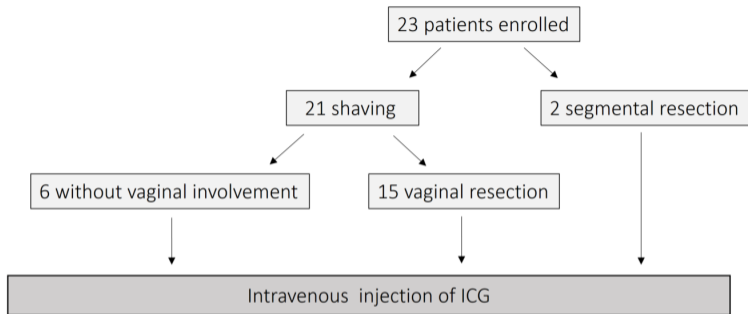 23 patients enrolled
21 shaving
2 segmental resection
6 without vaginal involvement
15 vaginal resection
Intravenous injection of ICG